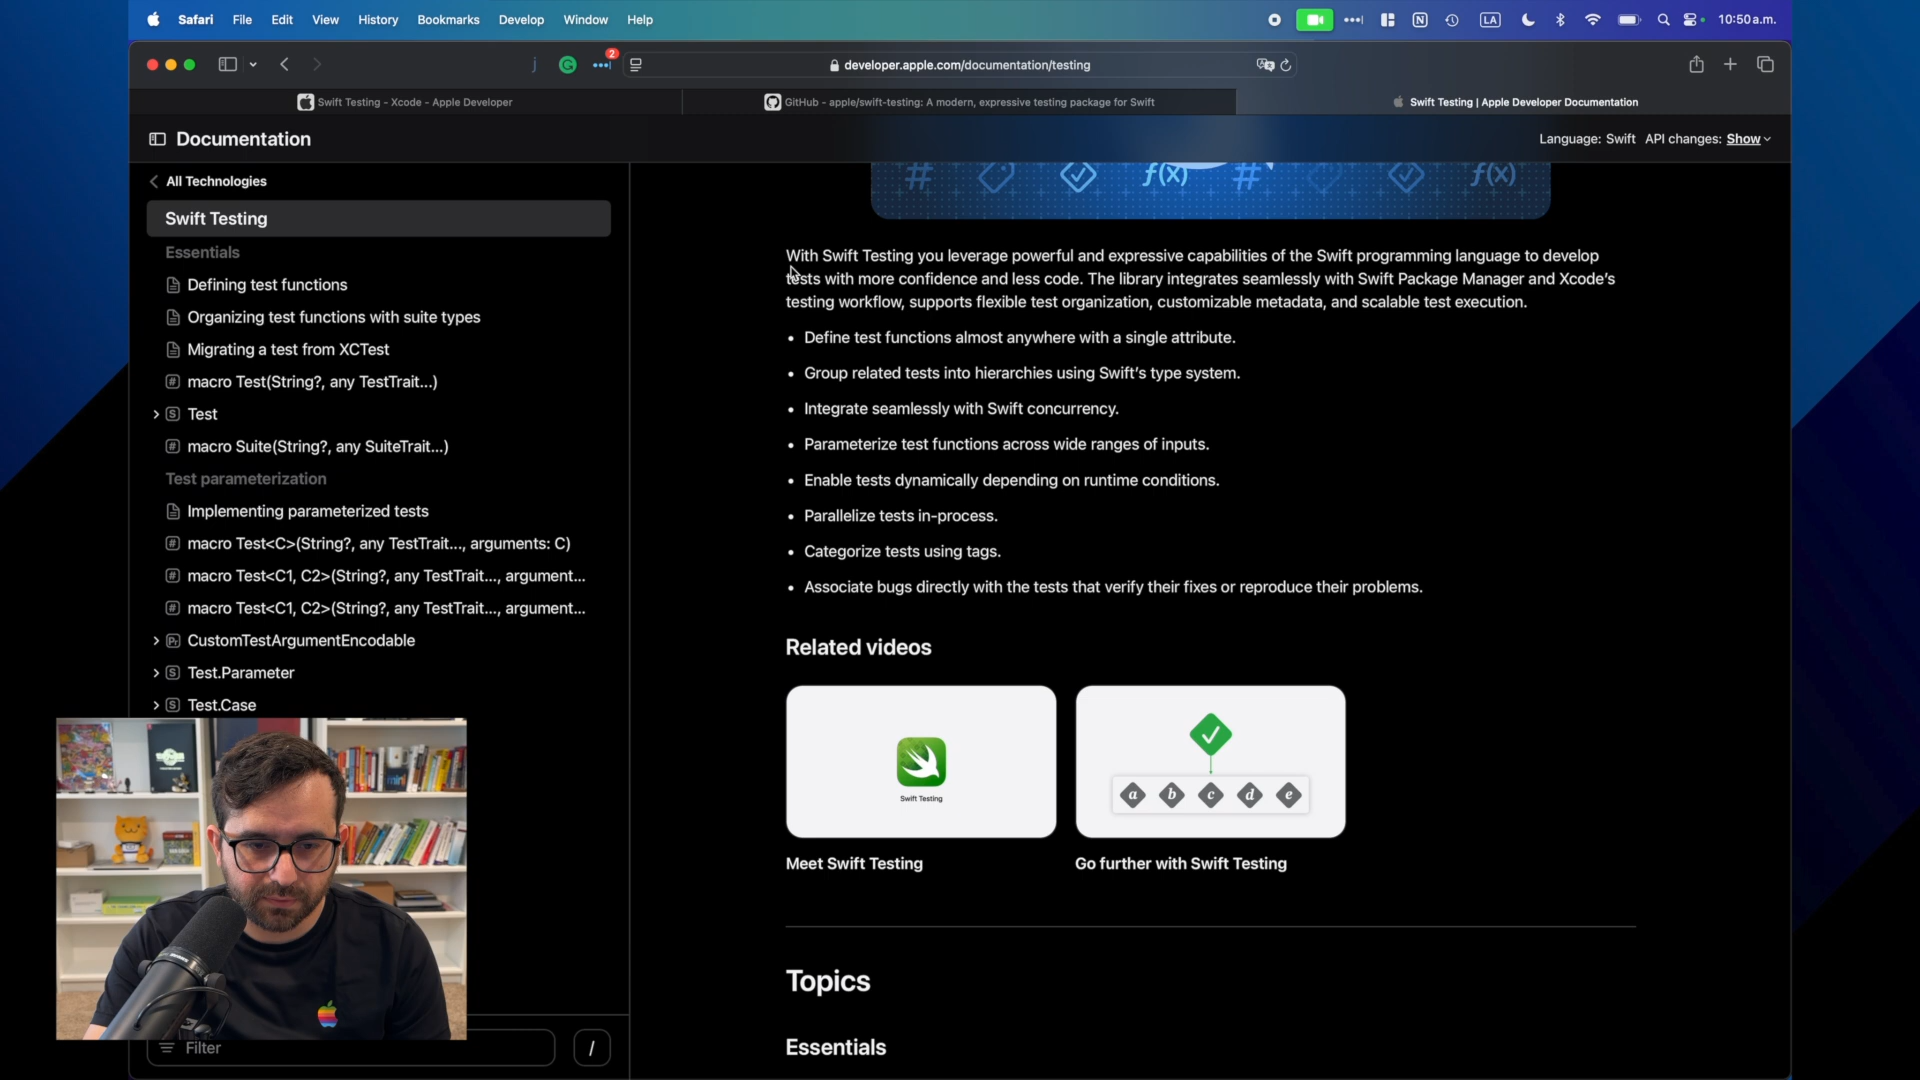 Safari File Edit View History Bookmarks Develop Window Help LA 10:50 a.m.
j 2 developer.apple.com/documentation/testing
Swift Testing - Xcode - Apple Developer
GitHub - apple/swift-testing: A modern, expressive testing package for Swift
Swift Testing | Apple Developer Documentation
Documentation
Language: Swift API changes: Show
All Technologies
Swift Testing
Essentials
Defining test functions
Organizing test functions with suite types
Migrating a test from XCTest
# macro Test(String?, any TestTrait...)
S Test
# macro Suite(String?, any SuiteTrait...)
Test parameterization
Implementing parameterized tests
# macro Test<C>(String?, any TestTrait..., arguments: C)
# macro Test<C1, C2>(String?, any TestTrait..., argument...
# macro Test<C1, C2>(String?, any TestTrait..., argument...
Pr CustomTestArgumentEncodable
S Test.Parameter
S Test.Case
Filter
/
# f(x) # f(x)
With Swift Testing you leverage powerful and expressive capabilities of the Swift programming language to develop
tests with more confidence and less code. The library integrates seamlessly with Swift Package Manager and Xcode's
testing workflow, supports flexible test organization, customizable metadata, and scalable test execution.
• Define test functions almost anywhere with a single attribute.
• Group related tests into hierarchies using Swift's type system.
• Integrate seamlessly with Swift concurrency.
• Parameterize test functions across wide ranges of inputs.
• Enable tests dynamically depending on runtime conditions.
• Parallelize tests in-process.
• Categorize tests using tags.
• Associate bugs directly with the tests that verify their fixes or reproduce their problems.
Related videos
Swift Testing
a b c d e
Meet Swift Testing
Go further with Swift Testing
Topics
Essentials
mini